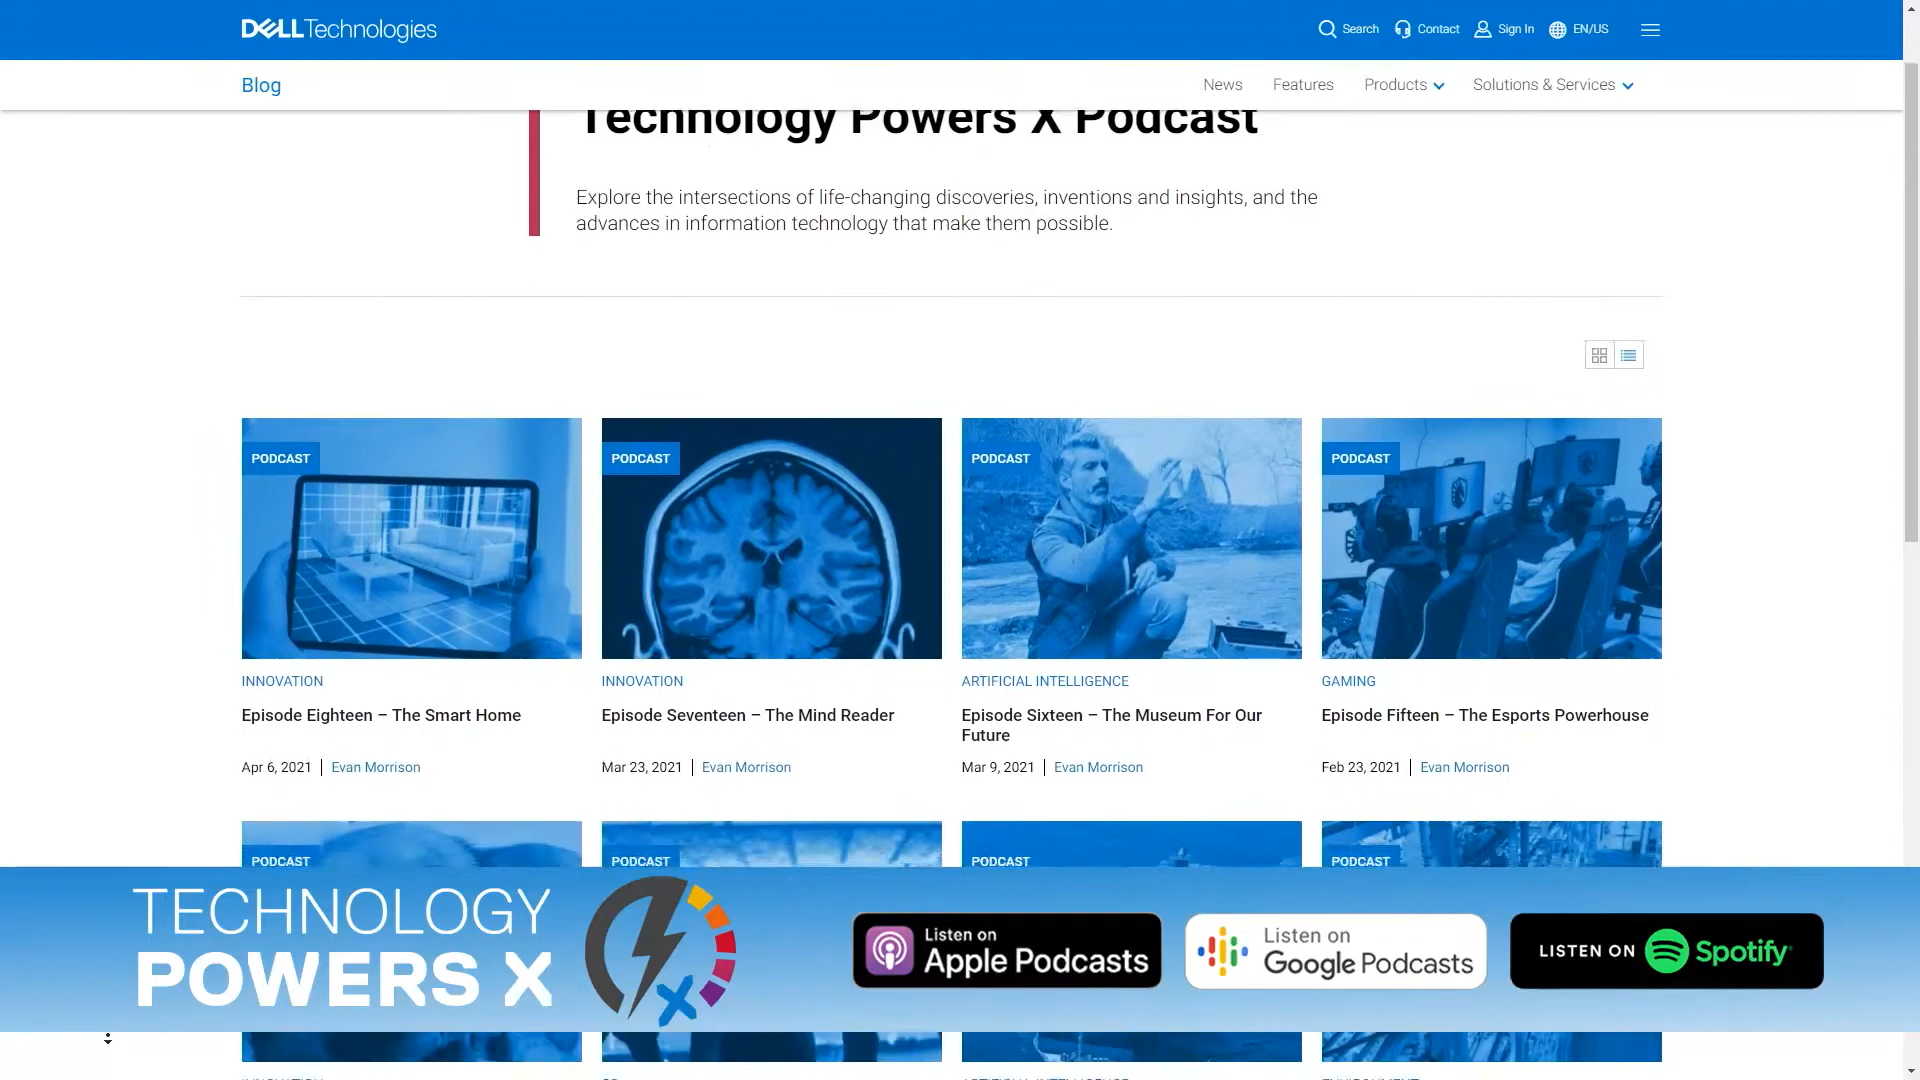 DELL Technologies
Search
Contact
Sign In
EN/US
Blog
News
Features
Products
Solutions & Services
Technology Powers X Podcast
Explore the intersections of life-changing discoveries, inventions and insights, and the
advances in information technology that make them possible.
PODCAST
PODCAST
PODCAST
PODCAST
INNOVATION
INNOVATION
ARTIFICIAL INTELLIGENCE
GAMING
Episode Eighteen – The Smart Home
Episode Seventeen – The Mind Reader
Episode Sixteen – The Museum For Our
Future
Episode Fifteen – The Esports Powerhouse
Apr 6, 2021 | Evan Morrison
Mar 23, 2021 | Evan Morrison
Mar 9, 2021 | Evan Morrison
Feb 23, 2021 | Evan Morrison
PODCAST
PODCAST
PODCAST
PODCAST
TECHNOLOGY
POWERS X
Listen on
Apple Podcasts
Listen on
Google Podcasts
LISTEN ON Spotify